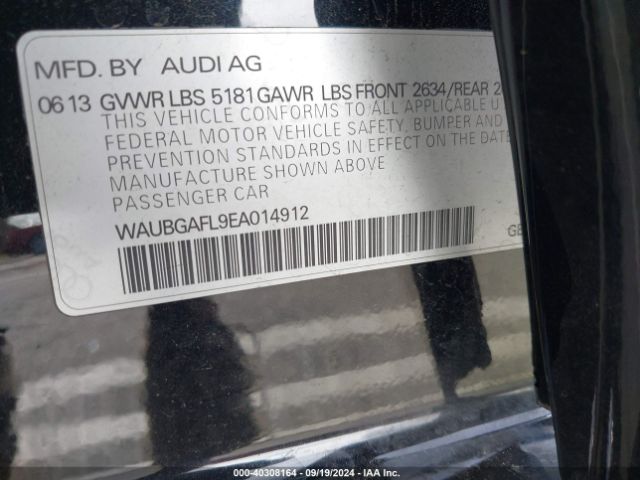 MFD. BY AUDI AG
06 13 GVWR LBS 5181 GAWR LBS FRONT 2634/REAR 2
THIS VEHICLE CONFORMS TO ALL APPLICABLE U
FEDERAL MOTOR VEHICLE SAFETY, BUMPER AND
PREVENTION STANDARDS IN EFFECT ON THE DATE
MANUFACTURE SHOWN ABOVE
PASSENGER CAR
WAUBGAFL9EA014912
GE
000-40308164 - 09/19/2024 - IAA Inc.